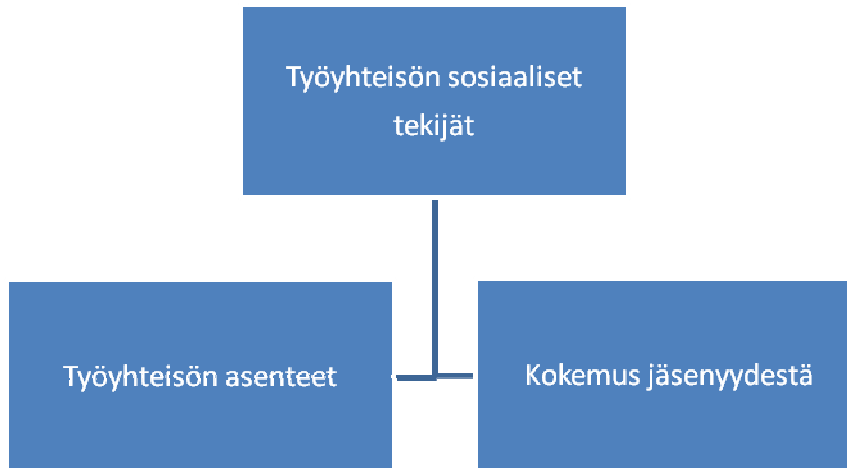 Työyhteisön sosiaaliset
tekijät
Työyhteisön asenteet
Kokemus jäsenyydestä